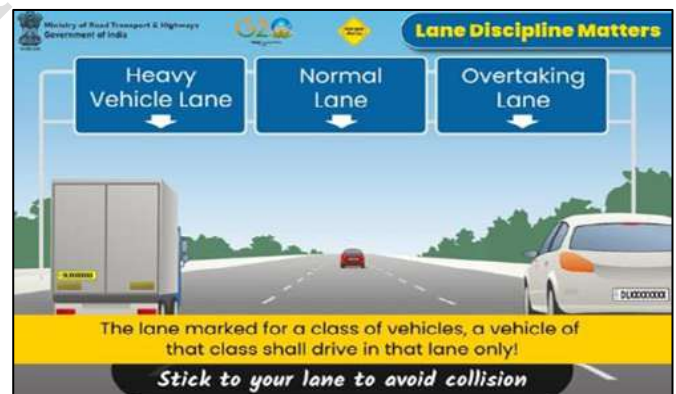 Ministry of Road Transport & Highways
Government of India
G20
Lane Discipline Matters
Heavy
Vehicle Lane
Normal
Lane
Overtaking
Lane
The lane marked for a class of vehicles, a vehicle of
that class shall drive in that lane only!
Stick to your lane to avoid collision